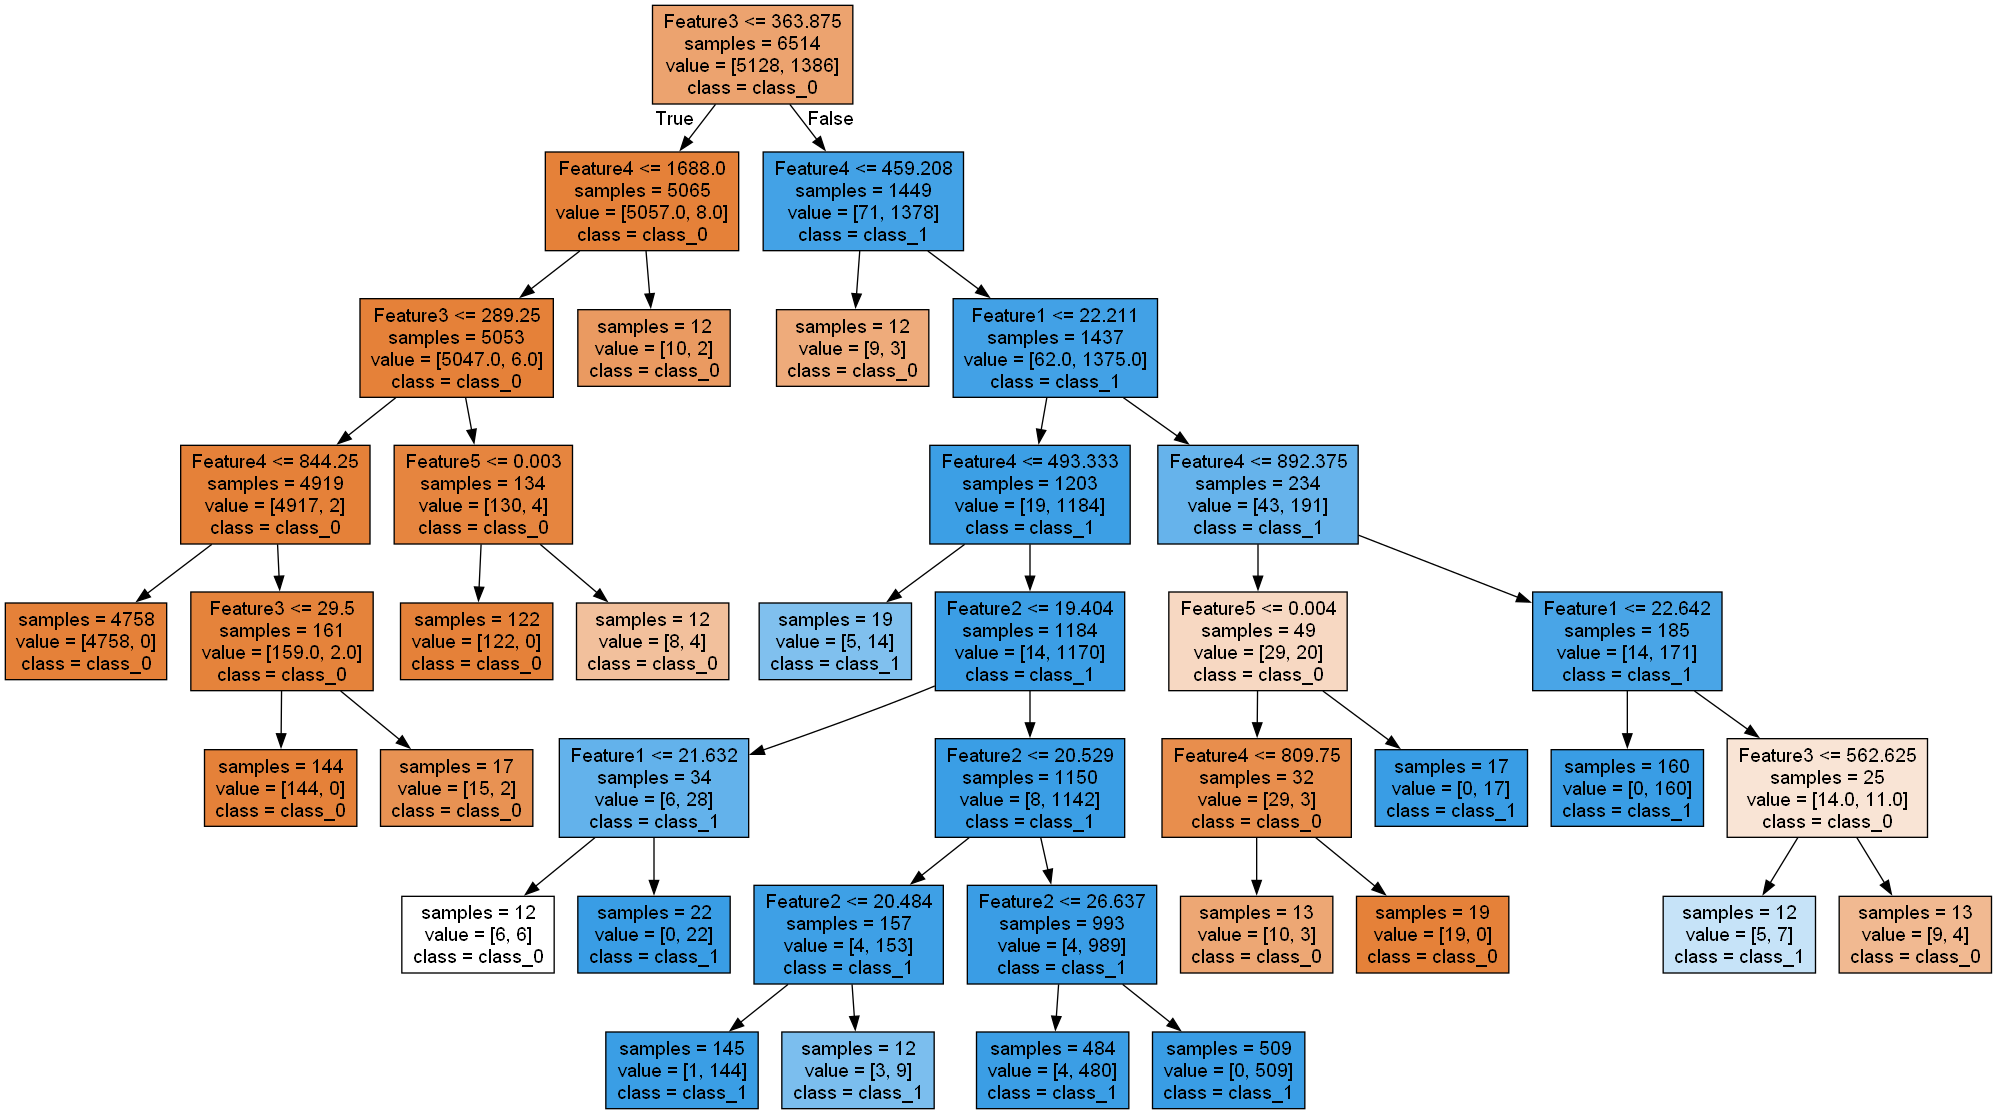 Feature3 <= 363.875
samples = 6514
value = [5128, 1386]
class = class_0
True
False
Feature4 <= 1688.0
samples = 5065
value = [5057.0, 8.0]
class = class_0
Feature4 <= 459.208
samples = 1449
value = [71, 1378]
class = class_1
Feature3 <= 289.25
samples = 5053
value = [5047.0, 6.0]
class = class_0
samples = 12
value = [10, 2]
class = class_0
samples = 12
value = [9, 3]
class = class_0
Feature1 <= 22.211
samples = 1437
value = [62.0, 1375.0]
class = class_1
Feature4 <= 844.25
samples = 4919
value = [4917, 2]
class = class_0
Feature5 <= 0.003
samples = 134
value = [130, 4]
class = class_0
Feature4 <= 493.333
samples = 1203
value = [19, 1184]
class = class_1
Feature4 <= 892.375
samples = 234
value = [43, 191]
class = class_1
samples = 4758
value = [4758, 0]
class = class_0
Feature3 <= 29.5
samples = 161
value = [159.0, 2.0]
class = class_0
samples = 122
value = [122, 0]
class = class_0
samples = 12
value = [8, 4]
class = class_0
samples = 19
value = [5, 14]
class = class_1
Feature2 <= 19.404
samples = 1184
value = [14, 1170]
class = class_1
Feature5 <= 0.004
samples = 49
value = [29, 20]
class = class_0
Feature1 <= 22.642
samples = 185
value = [14, 171]
class = class_1
samples = 144
value = [144, 0]
class = class_0
samples = 17
value = [15, 2]
class = class_0
Feature1 <= 21.632
samples = 34
value = [6, 28]
class = class_1
Feature2 <= 20.529
samples = 1150
value = [8, 1142]
class = class_1
Feature4 <= 809.75
samples = 32
value = [29, 3]
class = class_0
samples = 17
value = [0, 17]
class = class_1
samples = 160
value = [0, 160]
class = class_1
Feature3 <= 562.625
samples = 25
value = [14.0, 11.0]
class = class_0
samples = 12
value = [6, 6]
class = class_0
samples = 22
value = [0, 22]
class = class_1
Feature2 <= 20.484
samples = 157
value = [4, 153]
class = class_1
Feature2 <= 26.637
samples = 993
value = [4, 989]
class = class_1
samples = 13
value = [10, 3]
class = class_0
samples = 19
value = [19, 0]
class = class_0
samples = 12
value = [5, 7]
class = class_1
samples = 13
value = [9, 4]
class = class_0
samples = 145
value = [1, 144]
class = class_1
samples = 12
value = [3, 9]
class = class_1
samples = 484
value = [4, 480]
class = class_1
samples = 509
value = [0, 509]
class = class_1